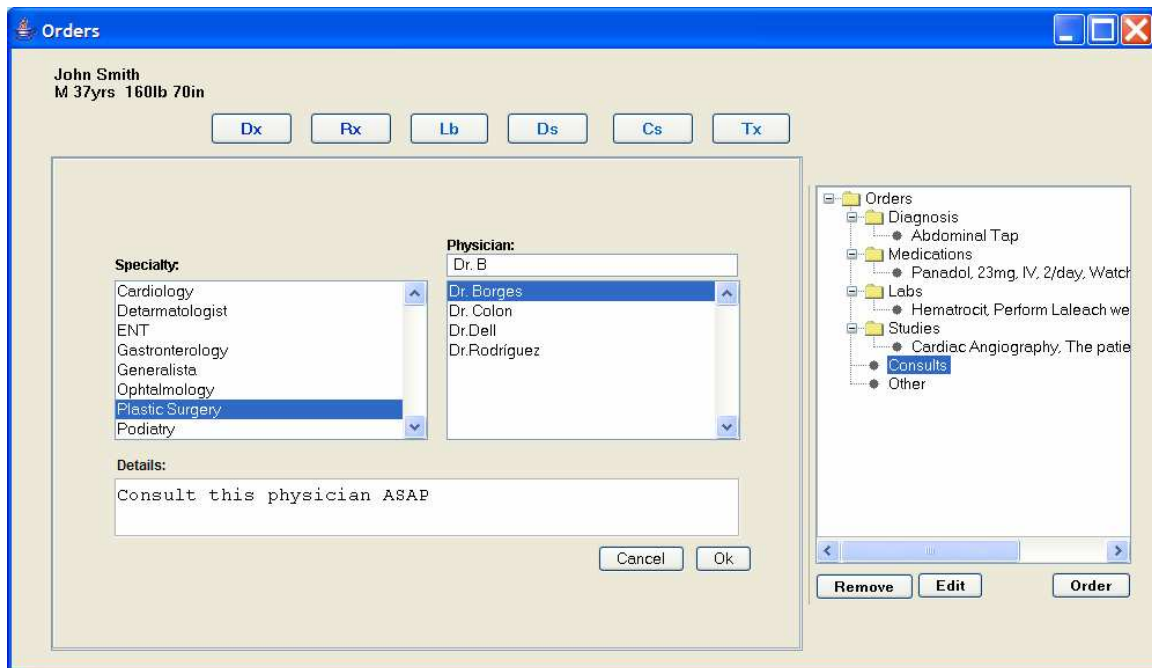 Orders
John Smith
M 37yrs 160lb 70in
Dx Rx Lb Ds Cs Tx
Specialty:
Cardiology
Detarmatologist
ENT
Gastronterology
Generalista
Ophtalmology
Plastic Surgery
Podiatry
Physician:
Dr. B
Dr. Borges
Dr. Colon
Dr.Dell
Dr.Rodríguez
Details:
Consult this physician ASAP
Cancel Ok
Orders
Diagnosis
Abdominal Tap
Medications
Panadol, 23mg, IV, 2/day, Watch
Labs
Hematrocit, Perform Laleach we
Studies
Cardiac Angiography, The patie
Consults
Other
Remove Edit Order